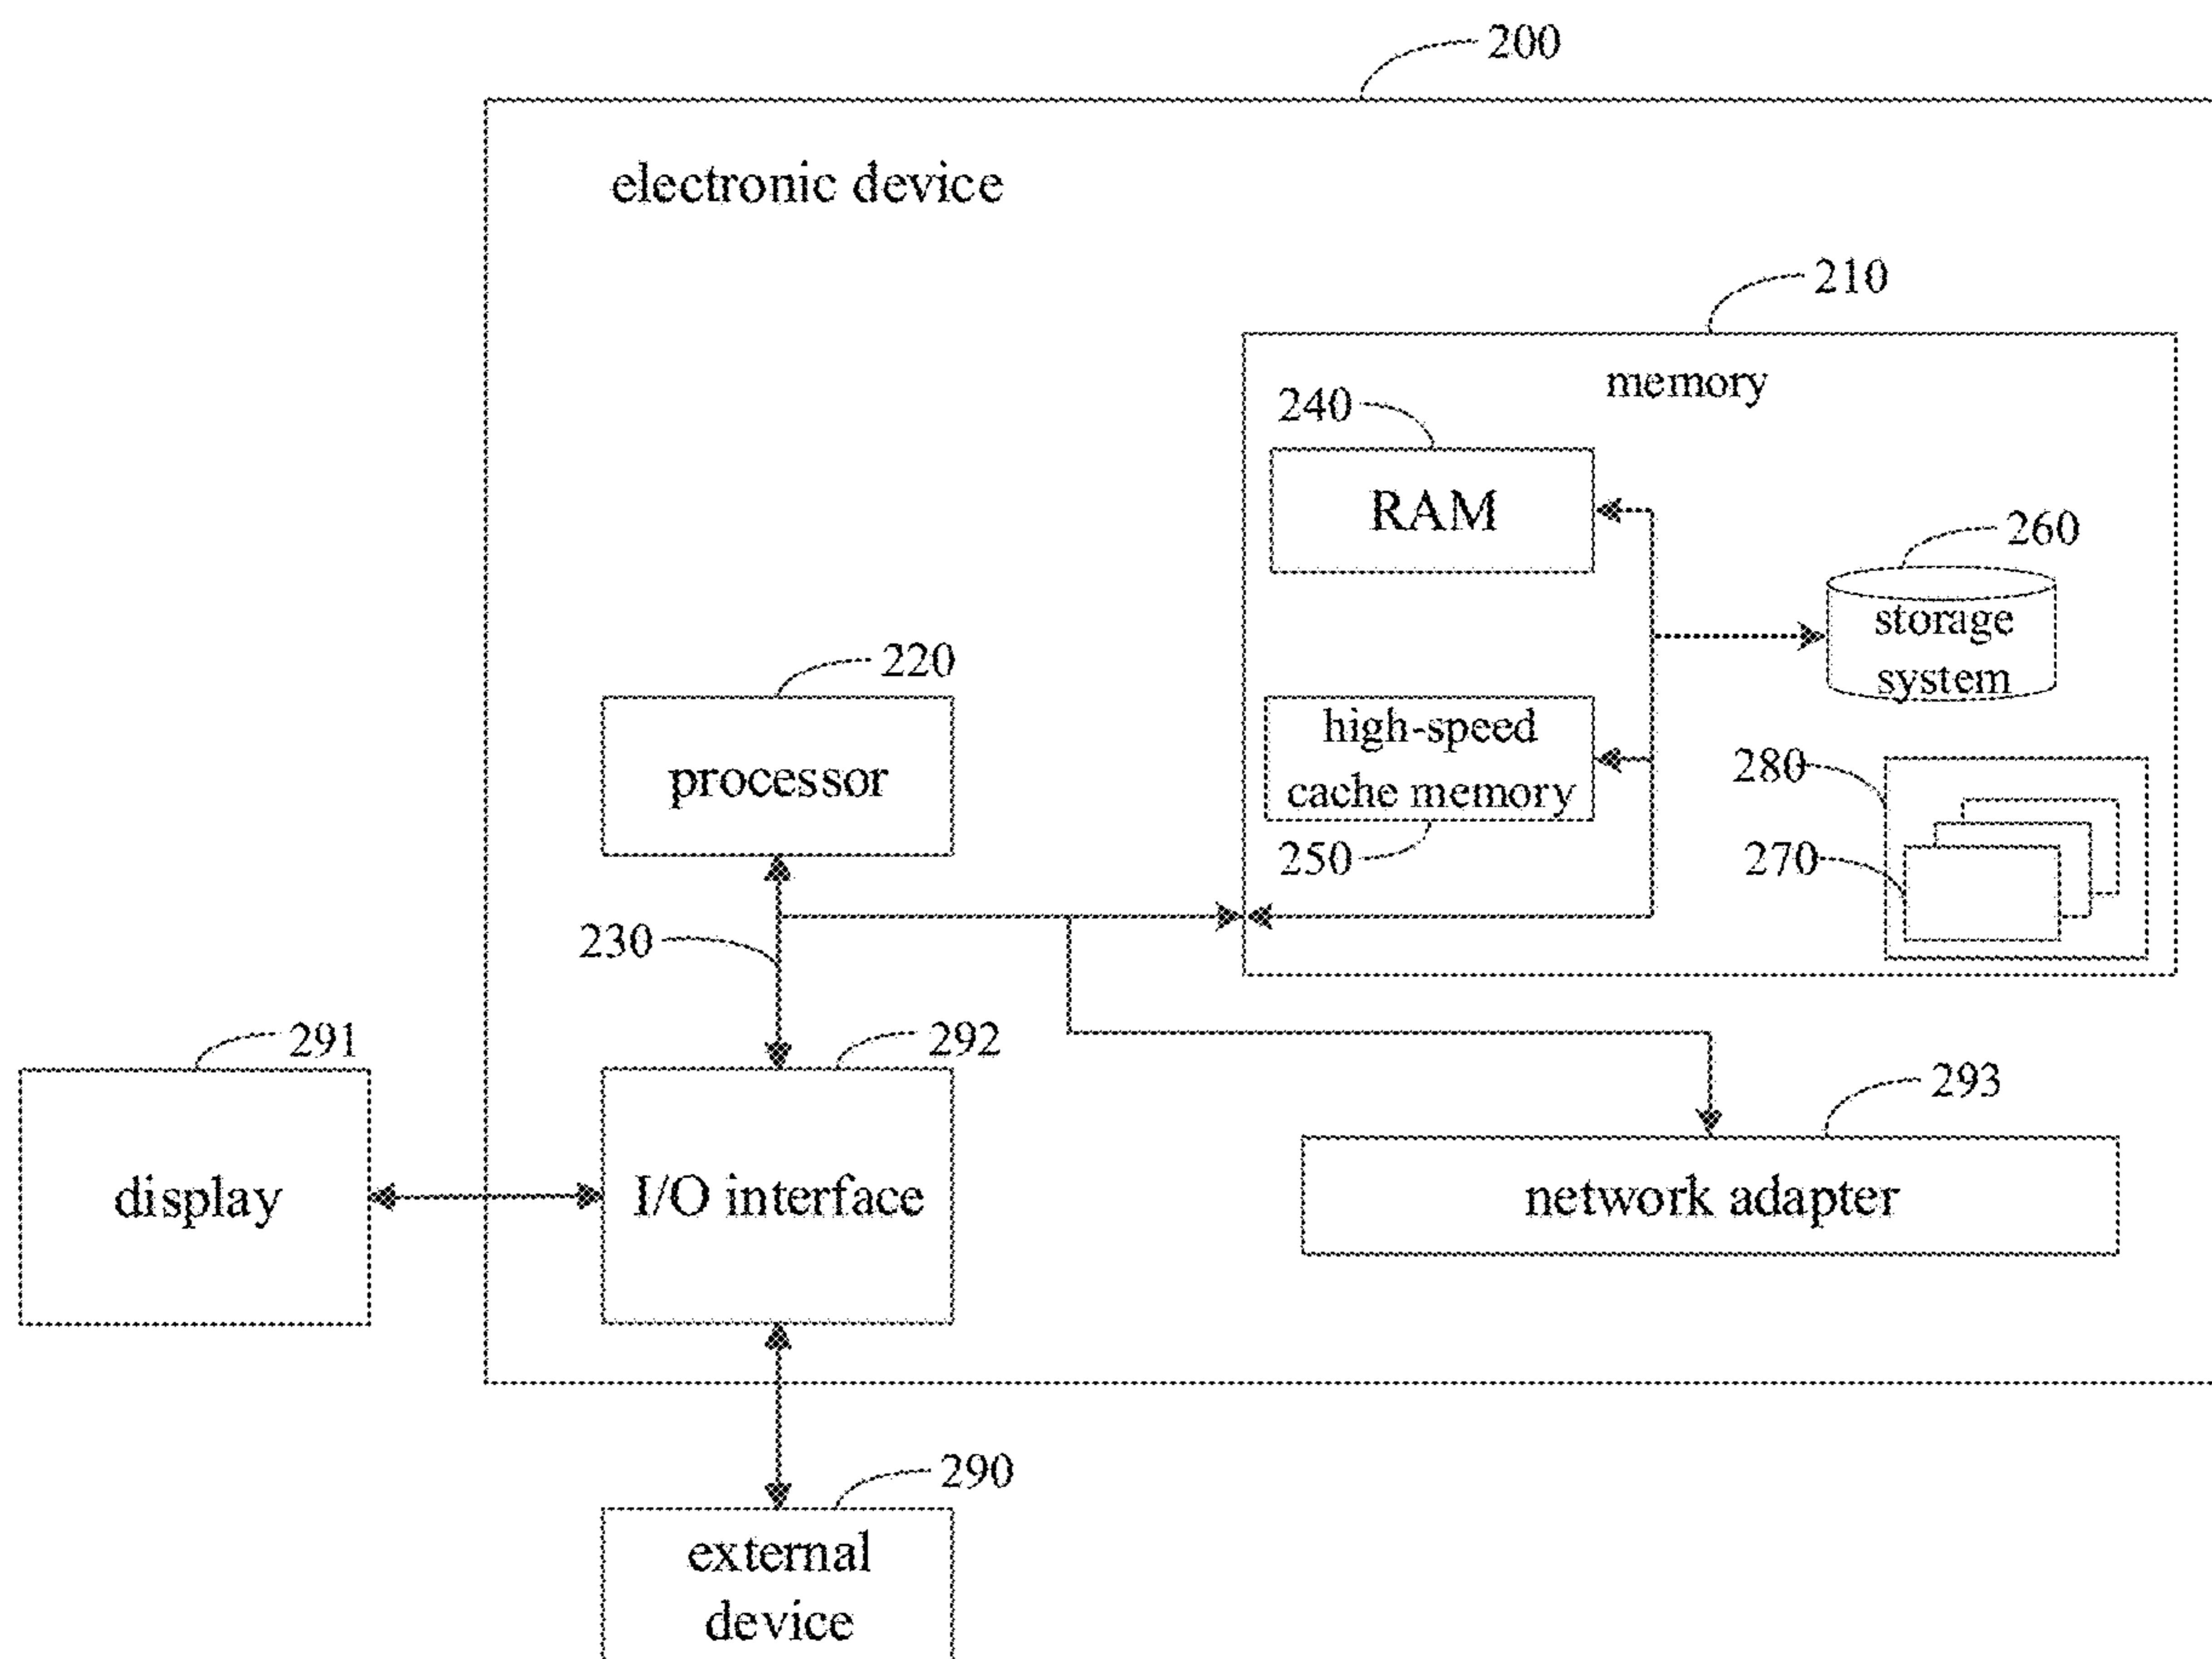 200
electronic device
210
memory
240
RAM
260
storage
system
220
processor
high-speed
cache memory
280
270
250
230
291
292
293
display
I/O interface
network adapter
290
external
device